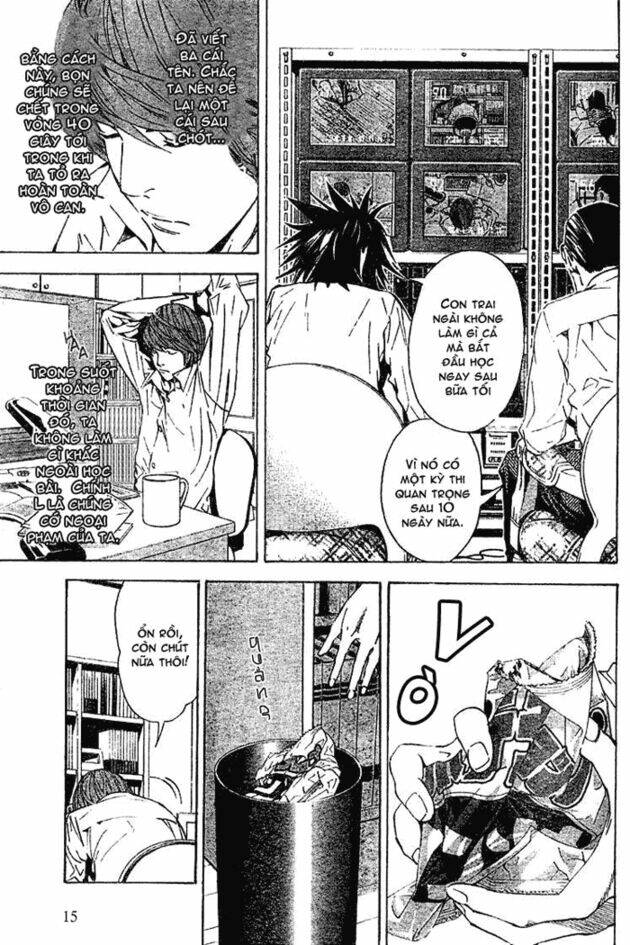 CON TRAI
NGÀI KHÔNG
LÀM GÌ CẢ
MÀ BẮT
ĐẦU HỌC
NGAY SAU
BỮA TỐI
VÌ NÓ CÓ
MỘT KỲ THI
QUAN TRỌNG
SAU 10
NGÀY NỮA.
ĐÃ VIẾT
BA CÁI
TÊN. CHẮC
TA NÊN ĐỂ
LẠI MỘT
CÁI SAU
CHÓT...
BẰNG CÁCH
NÀY, BỌN
CHÚNG SẼ
CHẾT TRONG
VÒNG 40
GIÂY TỚI
TRONG KHI
TA TỎ RA
HOÀN TOÀN
VÔ CAN.
TRONG SUỐT
KHOẢNG
THỜI GIAN
ĐÓ, TA
KHÔNG LÀM
GÌ KHÁC
NGOÀI HỌC
BÀI. CHÍNH
L LÀ CHỨNG
CỚ NGOẠI
PHẠM CỦA TA.
VÒ
quăng
ỔN RỒI,
CÒN CHÚT
NỮA THÔI!
15